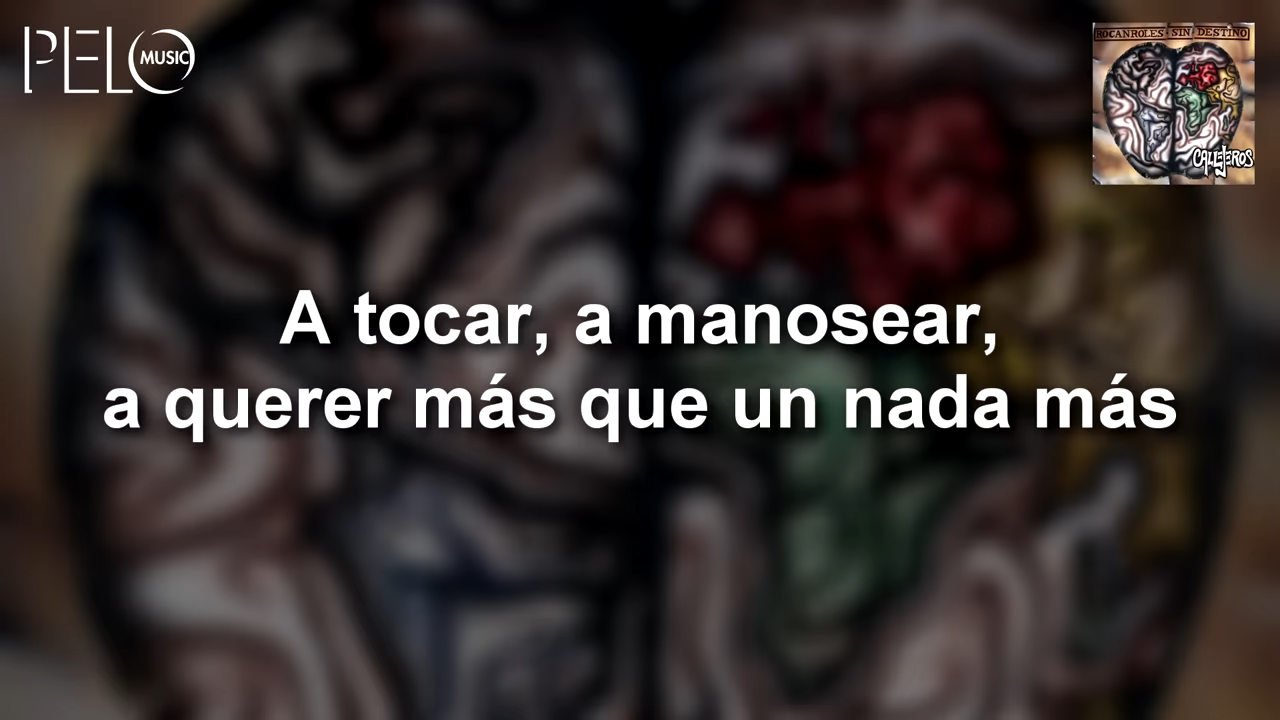 PELO MUSIC
ROCANROLES SIN DESTINO
CALLEJEROS
A tocar, a manosear,
a querer más que un nada más